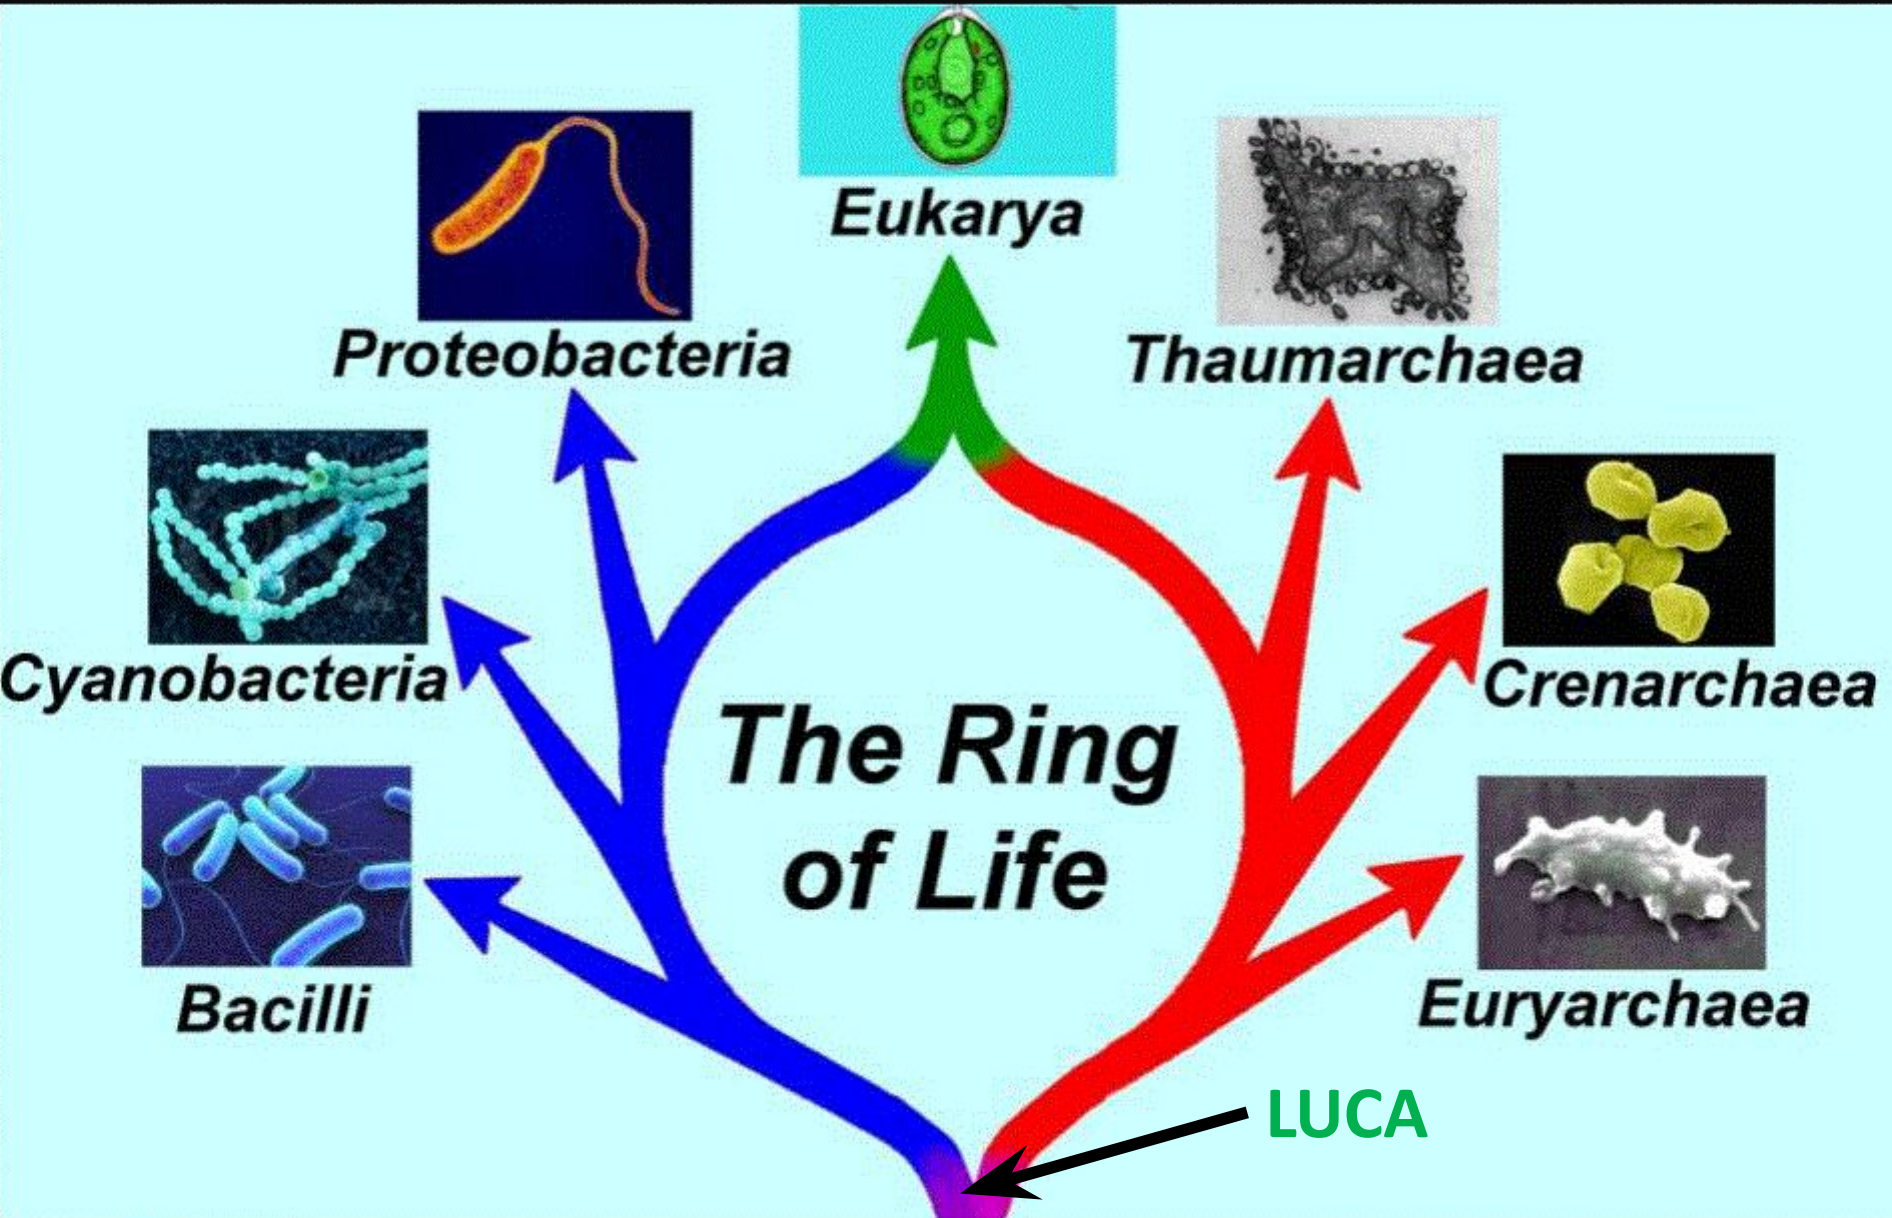 Eukarya
Proteobacteria
Thaumarchaea
Cyanobacteria
Crenarchaea
The Ring
of Life
Bacilli
Euryarchaea
LUCA